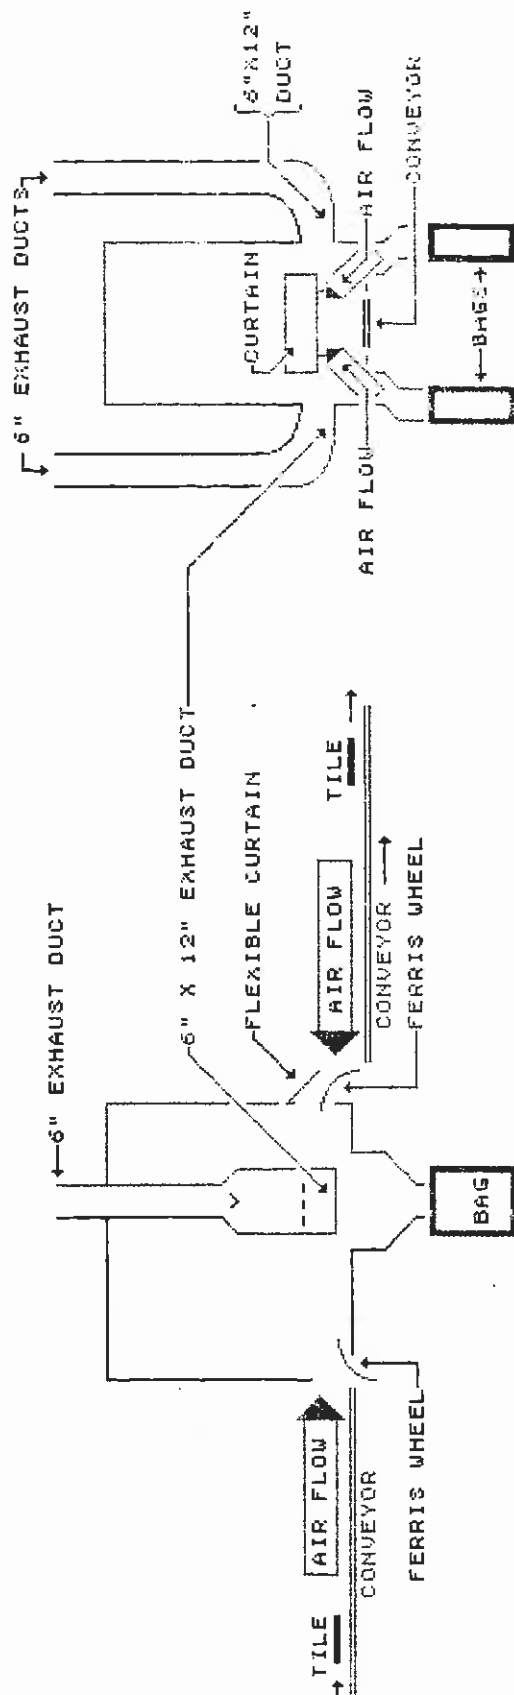 6" EXHAUST DUCT
6" X 12" EXHAUST DUCT
FLEXIBLE CURTAIN
AIR FLOW
TILE
CONVEYOR
FERRIS WHEEL
BAG
AIR FLOW
TILE
CONVEYOR
FERRIS WHEEL
6" EXHAUST DUCTS
6"X12"
DUCT
CURTAIN
AIR FLOW
AIR FLOW
CONVEYOR
BAGS